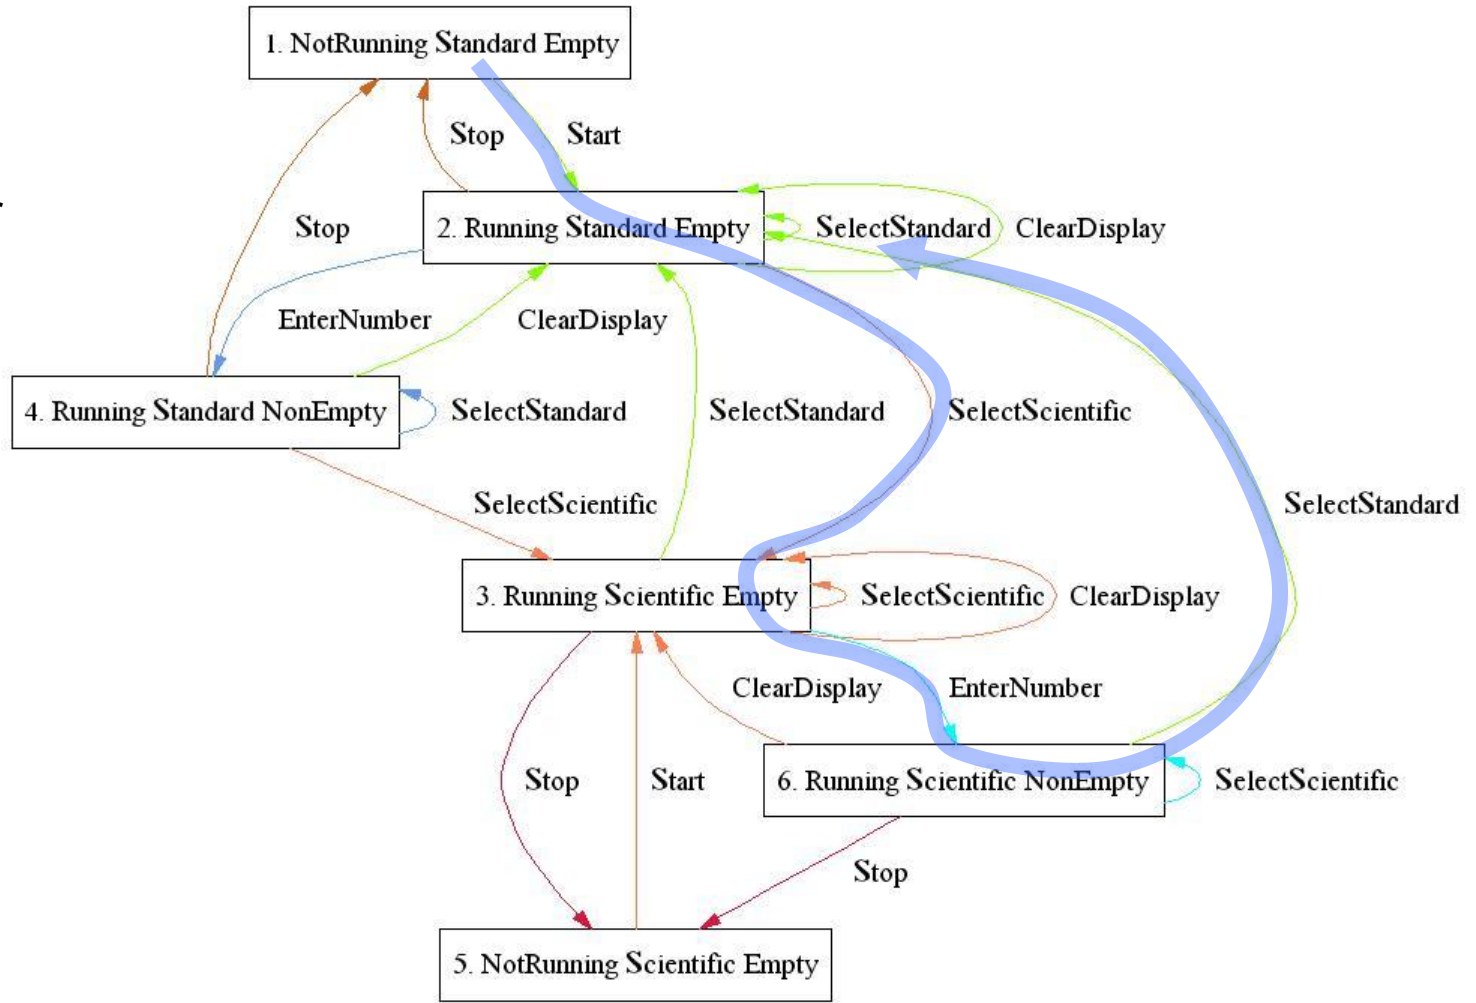 1. NotRunning Standard Empty
Stop
Start
2. Running Standard Empty
SelectStandard
ClearDisplay
Stop
EnterNumber
ClearDisplay
4. Running Standard NonEmpty
SelectStandard
SelectStandard
SelectScientific
SelectScientific
SelectStandard
3. Running Scientific Empty
SelectScientific
ClearDisplay
ClearDisplay
EnterNumber
Stop
Start
6. Running Scientific NonEmpty
SelectScientific
Stop
5. NotRunning Scientific Empty